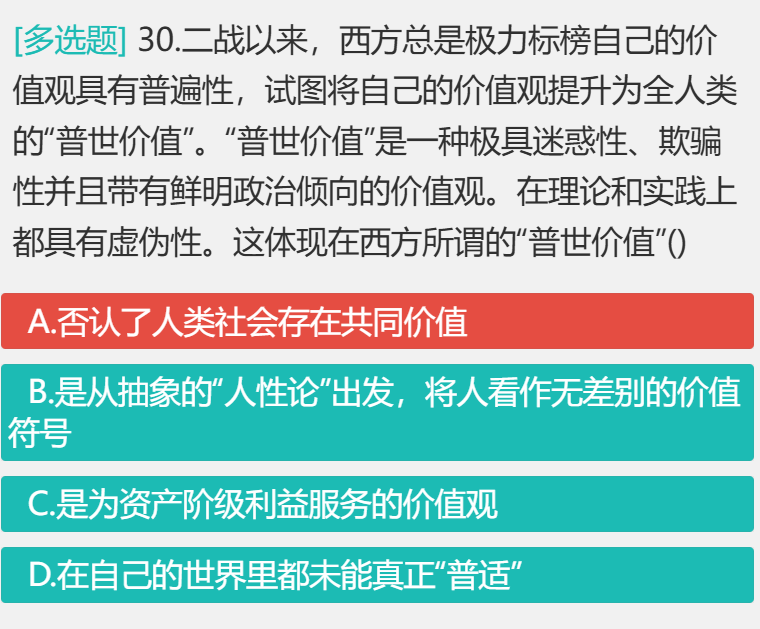 [多选题] 30.二战以来，西方总是极力标榜自己的价
值观具有普遍性，试图将自己的价值观提升为全人类
的“普世价值”。“普世价值”是一种极具迷惑性、欺骗
性并且带有鲜明政治倾向的价值观。在理论和实践上
都具有虚伪性。这体现在西方所谓的“普世价值”()
A.否认了人类社会存在共同价值
B.是从抽象的“人性论”出发，将人看作无差别的价值
符号
C.是为资产阶级利益服务的价值观
D.在自己的世界里都未能真正“普适”